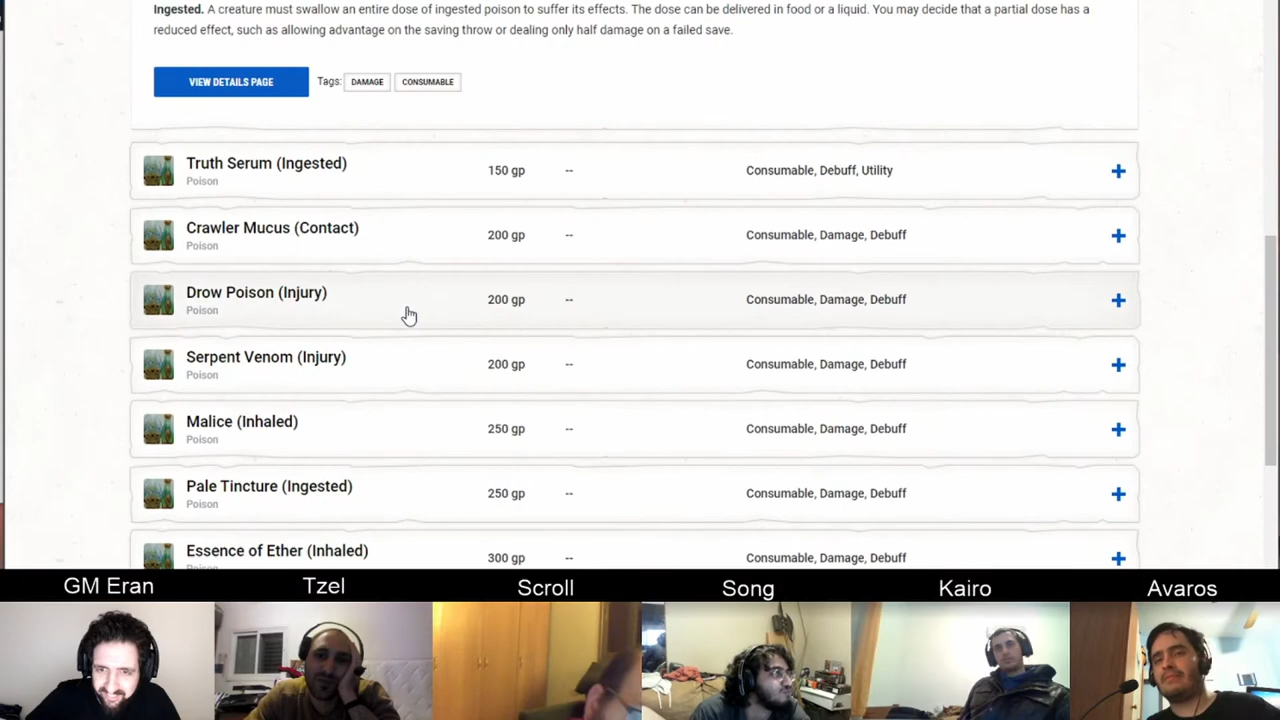 Ingested. A creature must swallow an entire dose of ingested poison to suffer its effects. The dose can be delivered in food or a liquid. You may decide that a partial dose has a
reduced effect, such as allowing advantage on the saving throw or dealing only half damage on a failed save.
VIEW DETAILS PAGE Tags: DAMAGE CONSUMABLE
Truth Serum (Ingested) 150 gp -- Consumable, Debuff, Utility +
Poison
Crawler Mucus (Contact) 200 gp -- Consumable, Damage, Debuff +
Poison
Drow Poison (Injury) 200 gp -- Consumable, Damage, Debuff +
Poison
Serpent Venom (Injury) 200 gp -- Consumable, Damage, Debuff +
Poison
Malice (Inhaled) 250 gp -- Consumable, Damage, Debuff +
Poison
Pale Tincture (Ingested) 250 gp -- Consumable, Damage, Debuff +
Poison
Essence of Ether (Inhaled) 300 gp -- Consumable, Damage, Debuff +
Poison
GM Eran Tzel Scroll Song Kairo Avaros